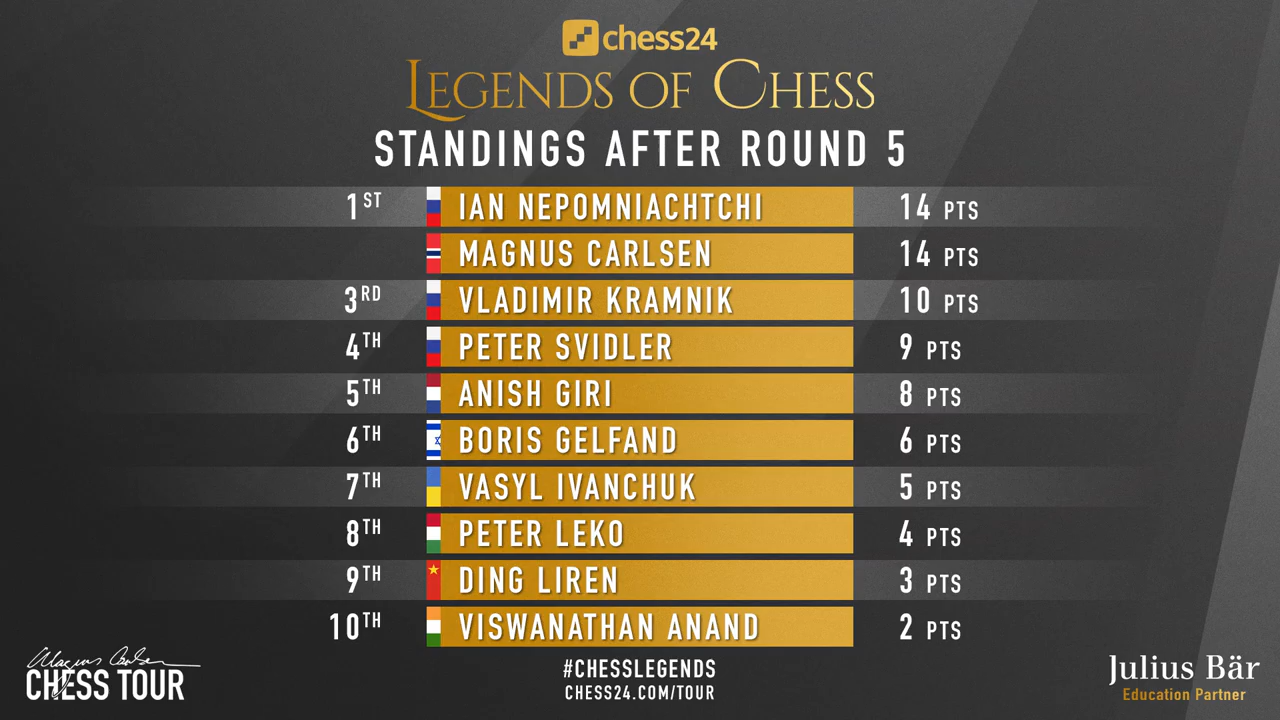 chess24
LEGENDS OF CHESS
STANDINGS AFTER ROUND 5
1ST IAN NEPOMNIACHTCHI 14 PTS
MAGNUS CARLSEN 14 PTS
3RD VLADIMIR KRAMNIK 10 PTS
4TH PETER SVIDLER 9 PTS
5TH ANISH GIRI 8 PTS
6TH BORIS GELFAND 6 PTS
7TH VASYL IVANCHUK 5 PTS
8TH PETER LEKO 4 PTS
9TH DING LIREN 3 PTS
10TH VISWANATHAN ANAND 2 PTS
Magnus Carlsen
CHESS TOUR
#CHESSLEGENDS
CHESS24.COM/TOUR
Julius Bär
Education Partner